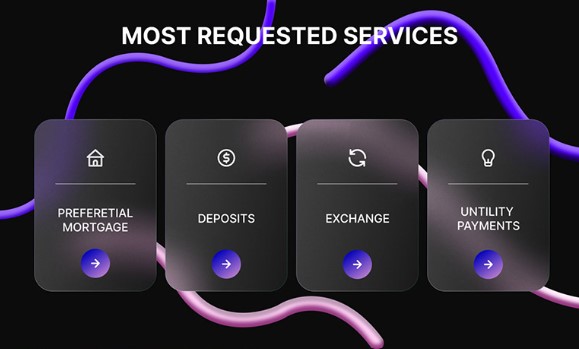 MOST REQUESTED SERVICES
PREFERETIAL
MORTGAGE
DEPOSITS
EXCHANGE
UNTILITY
PAYMENTS